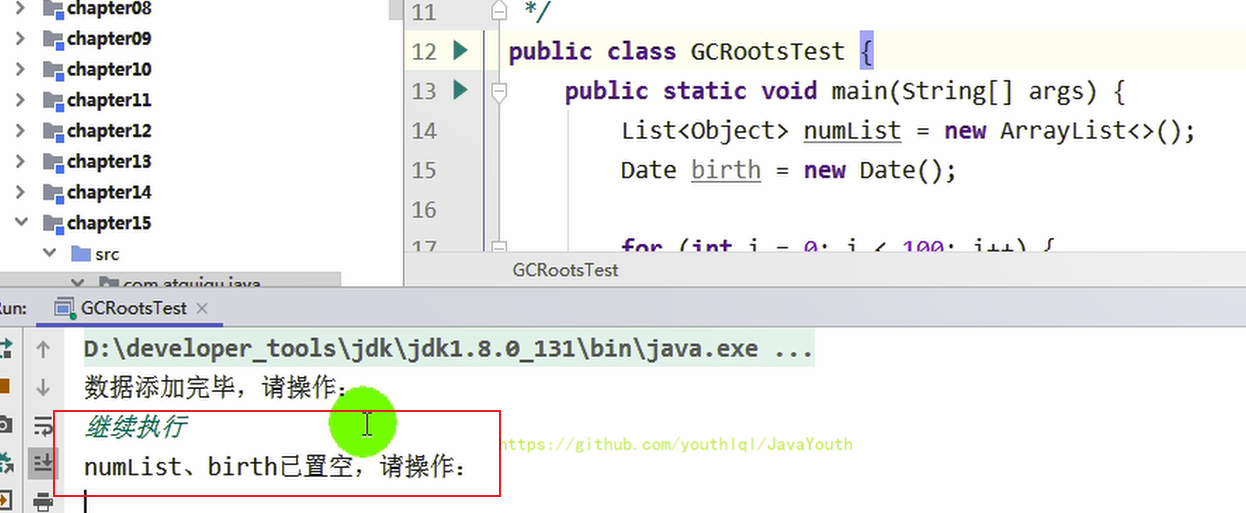 chapter08
chapter09
chapter10
chapter11
chapter12
chapter13
chapter14
chapter15
src
com.atguigu.java
11 */
12 public class GCRootsTest {
13 public static void main(String[] args) {
14 List<Object> numList = new ArrayList<>();
15 Date birth = new Date();
16
17 for (int i = 0; i < 100; i++) {
GCRootsTest
Run: GCRootsTest
D:\developer_tools\jdk\jdk1.8.0_131\bin\java.exe ...
数据添加完毕，请操作：
继续执行
https://github.com/youthlql/JavaYouth
numList、birth已置空，请操作：